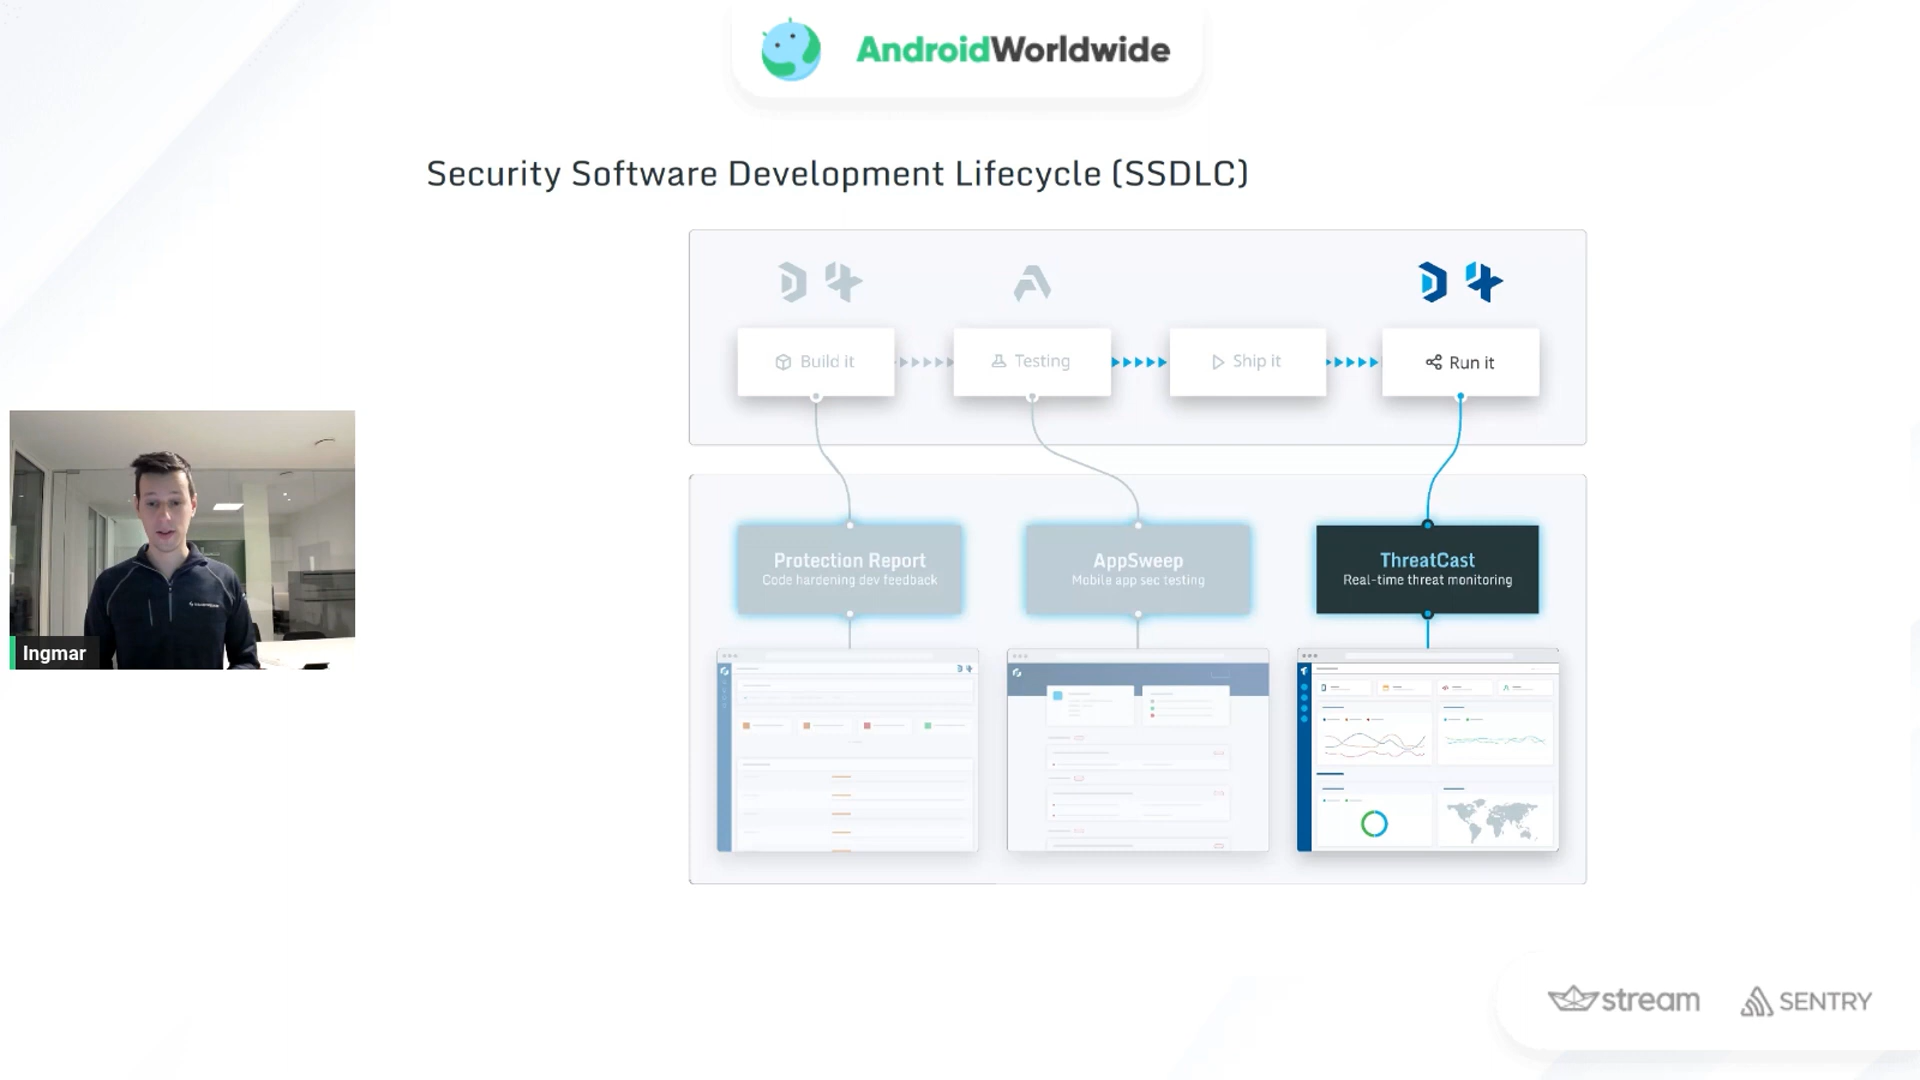 AndroidWorldwide
Security Software Development Lifecycle (SSDLC)
Build it
Testing
Ship it
Run it
Protection Report
Code hardening dev feedback
AppSweep
Mobile app sec testing
ThreatCast
Real-time threat monitoring
Ingmar
stream
SENTRY